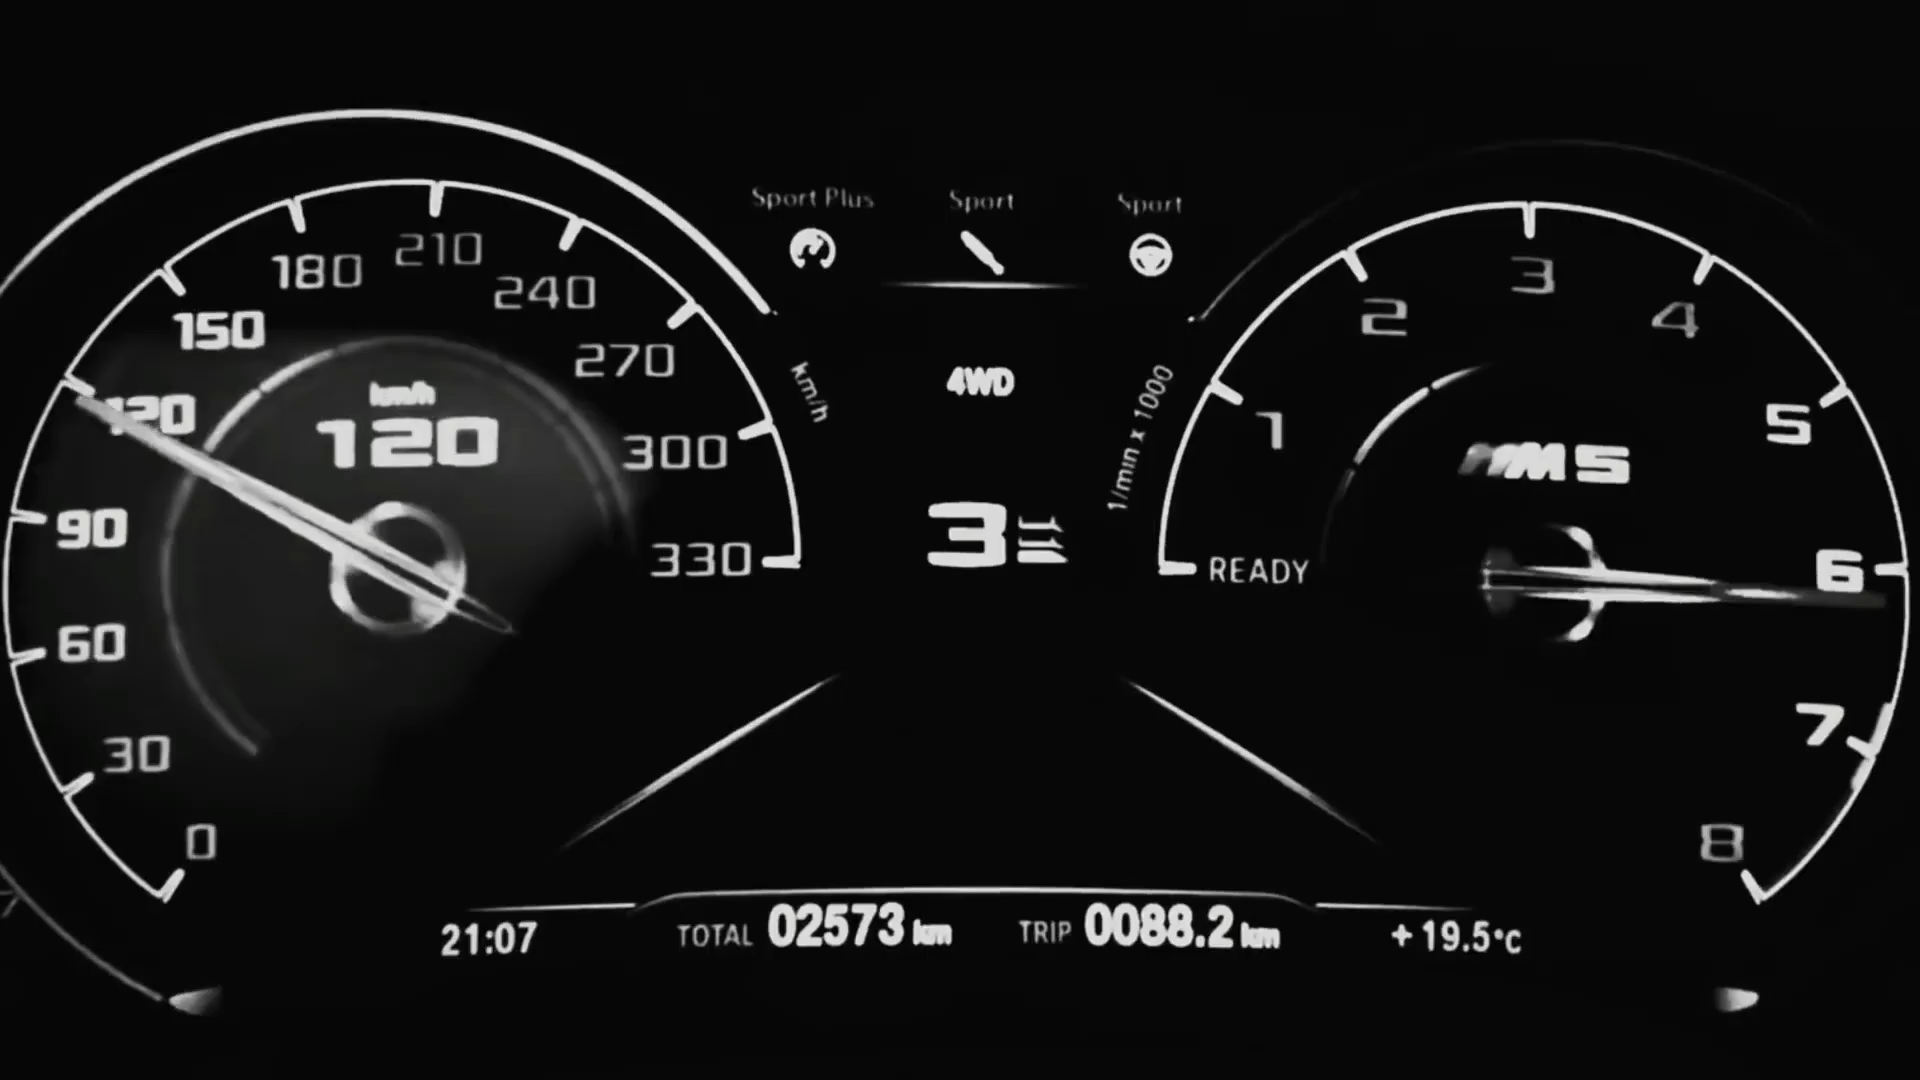 Sport Plus
Sport
Sport
0
30
60
90
120
150
180
210
240
270
300
330
km/h
km/h
120
4WD
3
1/min x 1000
READY
1
2
3
4
5
6
7
8
M5
21:07
TOTAL 02573 km
TRIP 0088.2 km
+ 19.5°C